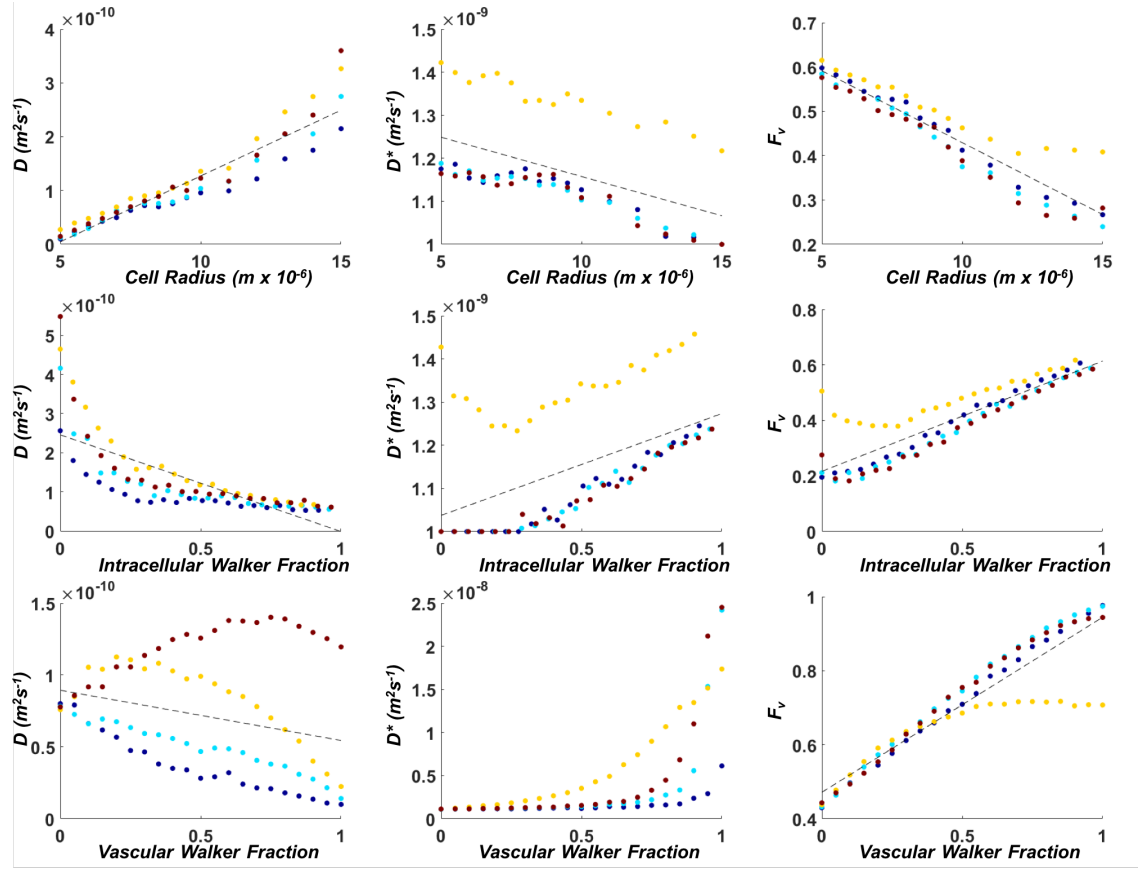 ×10⁻¹⁰ ×10⁻⁹
4 3 2 1 0
D (m²s⁻¹)
5 10 15
Cell Radius (m x 10⁻⁶)
1.5 1.4 1.3 1.2 1.1 1
D* (m²s⁻¹)
5 10 15
Cell Radius (m x 10⁻⁶)
0.7 0.6 0.5 0.4 0.3 0.2
Fᵥ
5 10 15
Cell Radius (m x 10⁻⁶)
×10⁻¹⁰ ×10⁻⁹
5 4 3 2 1 0
D (m²s⁻¹)
0 0.5 1
Intracellular Walker Fraction
1.5 1.4 1.3 1.2 1.1 1
D* (m²s⁻¹)
0 0.5 1
Intracellular Walker Fraction
0.8 0.6 0.4 0.2 0
Fᵥ
0 0.5 1
Intracellular Walker Fraction
×10⁻¹⁰ ×10⁻⁸
1.5 1 0.5 0
D (m²s⁻¹)
0 0.5 1
Vascular Walker Fraction
2.5 2 1.5 1 0.5 0
D* (m²s⁻¹)
0 0.5 1
Vascular Walker Fraction
1 0.8 0.6 0.4
Fᵥ
0 0.5 1
Vascular Walker Fraction